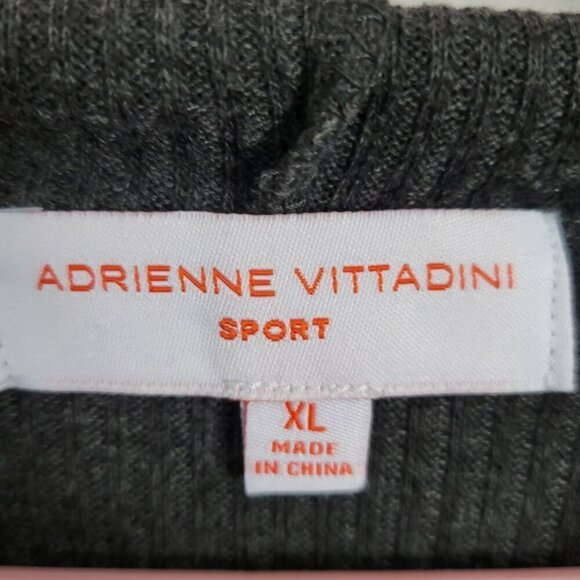 ADRIENNE VITTADINI
SPORT
XL
MADE
IN CHINA